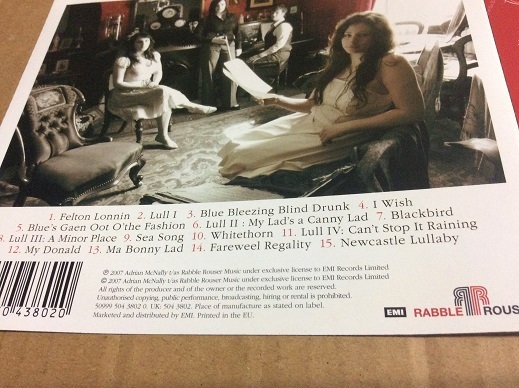 1. Felton Lonnin 2. Lull I 3. Blue Bleezing Blind Drunk 4. I Wish
5. Blue's Gaen Oot O'the Fashion 6. Lull II : My Lad's a Canny Lad 7. Blackbird
8. Lull III: A Minor Place 9. Sea Song 10. Whitethorn 11. Lull IV: Can't Stop It Raining
12. My Donald 13. Ma Bonny Lad 14. Fareweel Regality 15. Newcastle Lullaby
℗ 2007 Adrian McNally t/as Rabble Rouser Music under exclusive license to EMI Records Limited
© 2007 Adrian McNally t/as Rabble Rouser Music under exclusive license to EMI Records Limited
All rights of the producer and of the owner or the recorded work are reserved.
Unauthorised copying, public performance, broadcasting, hiring or rental is prohibited.
50999 504 3802 0. UK: 504 3802. Place of manufacture as stated on label.
Marketed and distributed by EMI. Printed in the EU.
0 438020
EMI RABBLE RR ROUS